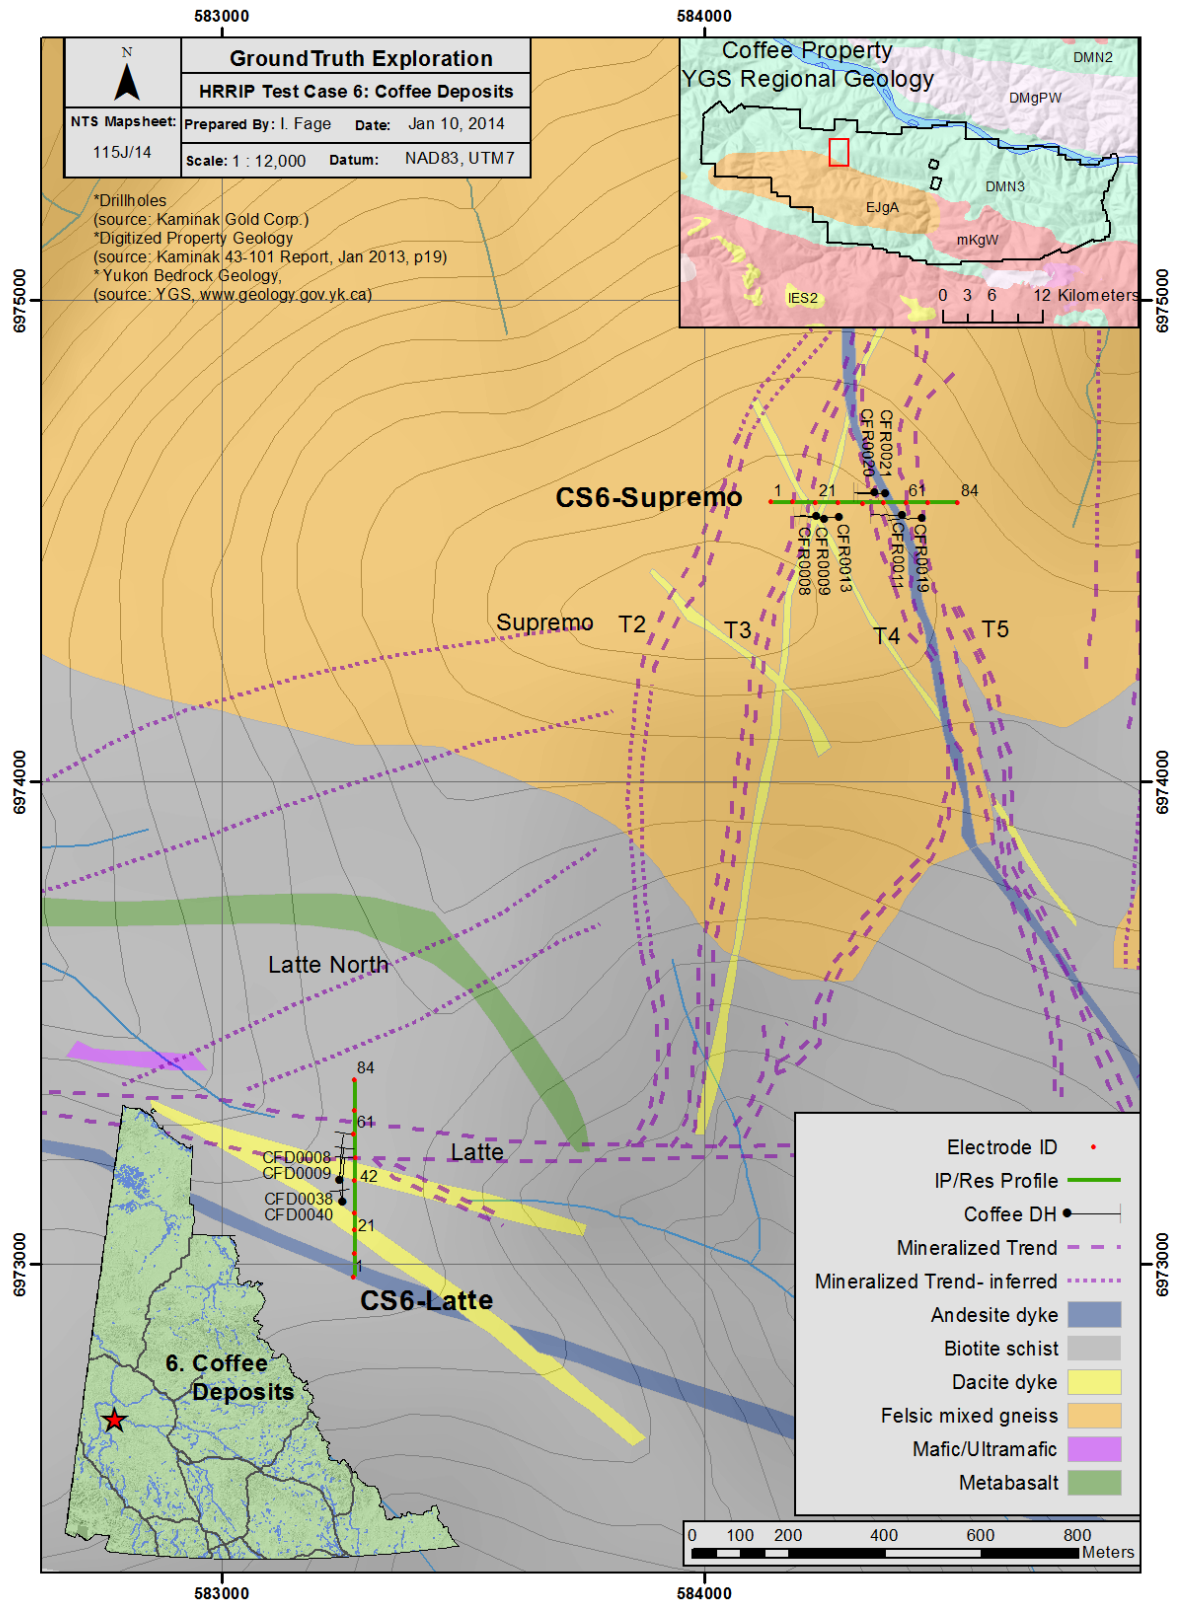 583000
584000
N
GroundTruth Exploration
HRRIP Test Case 6: Coffee Deposits
NTS Mapsheet:
115J/14
Prepared By: I. Fage Date: Jan 10, 2014
Scale: 1 : 12,000 Datum: NAD83, UTM7
*Drillholes
(source: Kaminak Gold Corp.)
*Digitized Property Geology
(source: Kaminak 43-101 Report, Jan 2013, p19)
*Yukon Bedrock Geology,
(source: YGS, www.geology.gov.yk.ca)
Coffee Property
YGS Regional Geology
DMN2
DMgPW
DMN3
EJgA
mKgW
IES2
0 3 6 12 Kilometers
6975000
6975000
CFR0020
CFR0021
CS6-Supremo
1
21
61
84
CFR0008
CFR0009
CFR0013
CFR0011
CFR0019
Supremo
T2
T3
T4
T5
6974000
6974000
Latte North
84
61
Latte
CFD0008
CFD0009
42
CFD0038
CFD0040
21
1
6973000
6973000
CS6-Latte
6. Coffee
Deposits
Electrode ID
IP/Res Profile
Coffee DH
Mineralized Trend
Mineralized Trend- inferred
Andesite dyke
Biotite schist
Dacite dyke
Felsic mixed gneiss
Mafic/Ultramafic
Metabasalt
0 100 200 400 600 800
Meters
583000
584000